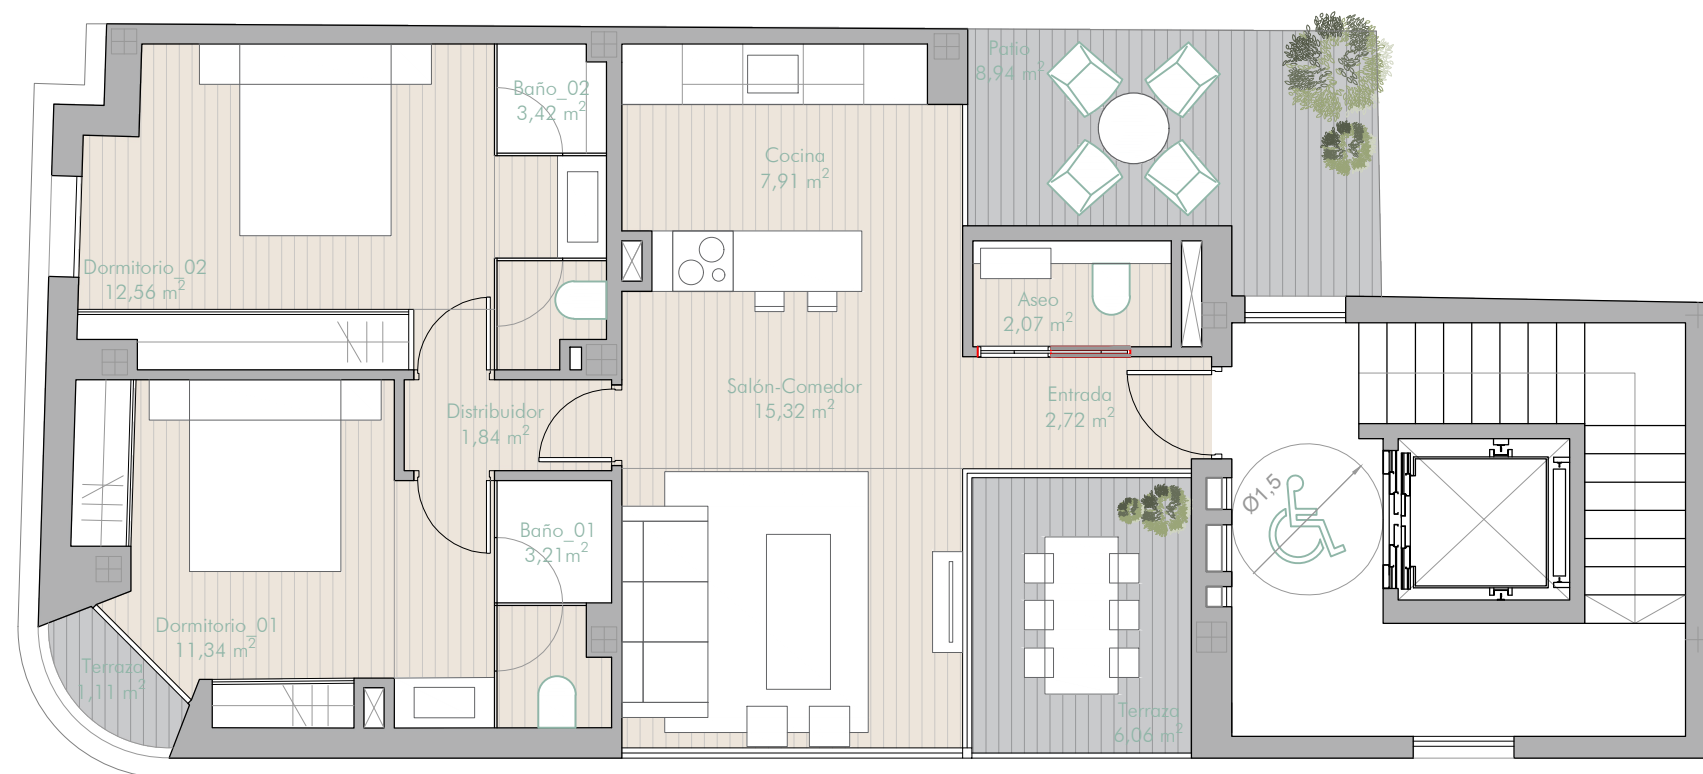 Patio
8,94 m²
Baño_02
3,42 m²
Cocina
7,91 m²
Dormitorio_02
12,56 m²
Aseo
2,07 m²
Salón-Comedor
15,32 m²
Entrada
2,72 m²
Distribuidor
1,84 m²
Ø1,5
Baño_01
3,21m²
Dormitorio_01
11,34 m²
Terraza
1,11 m²
Terraza
6,06 m²